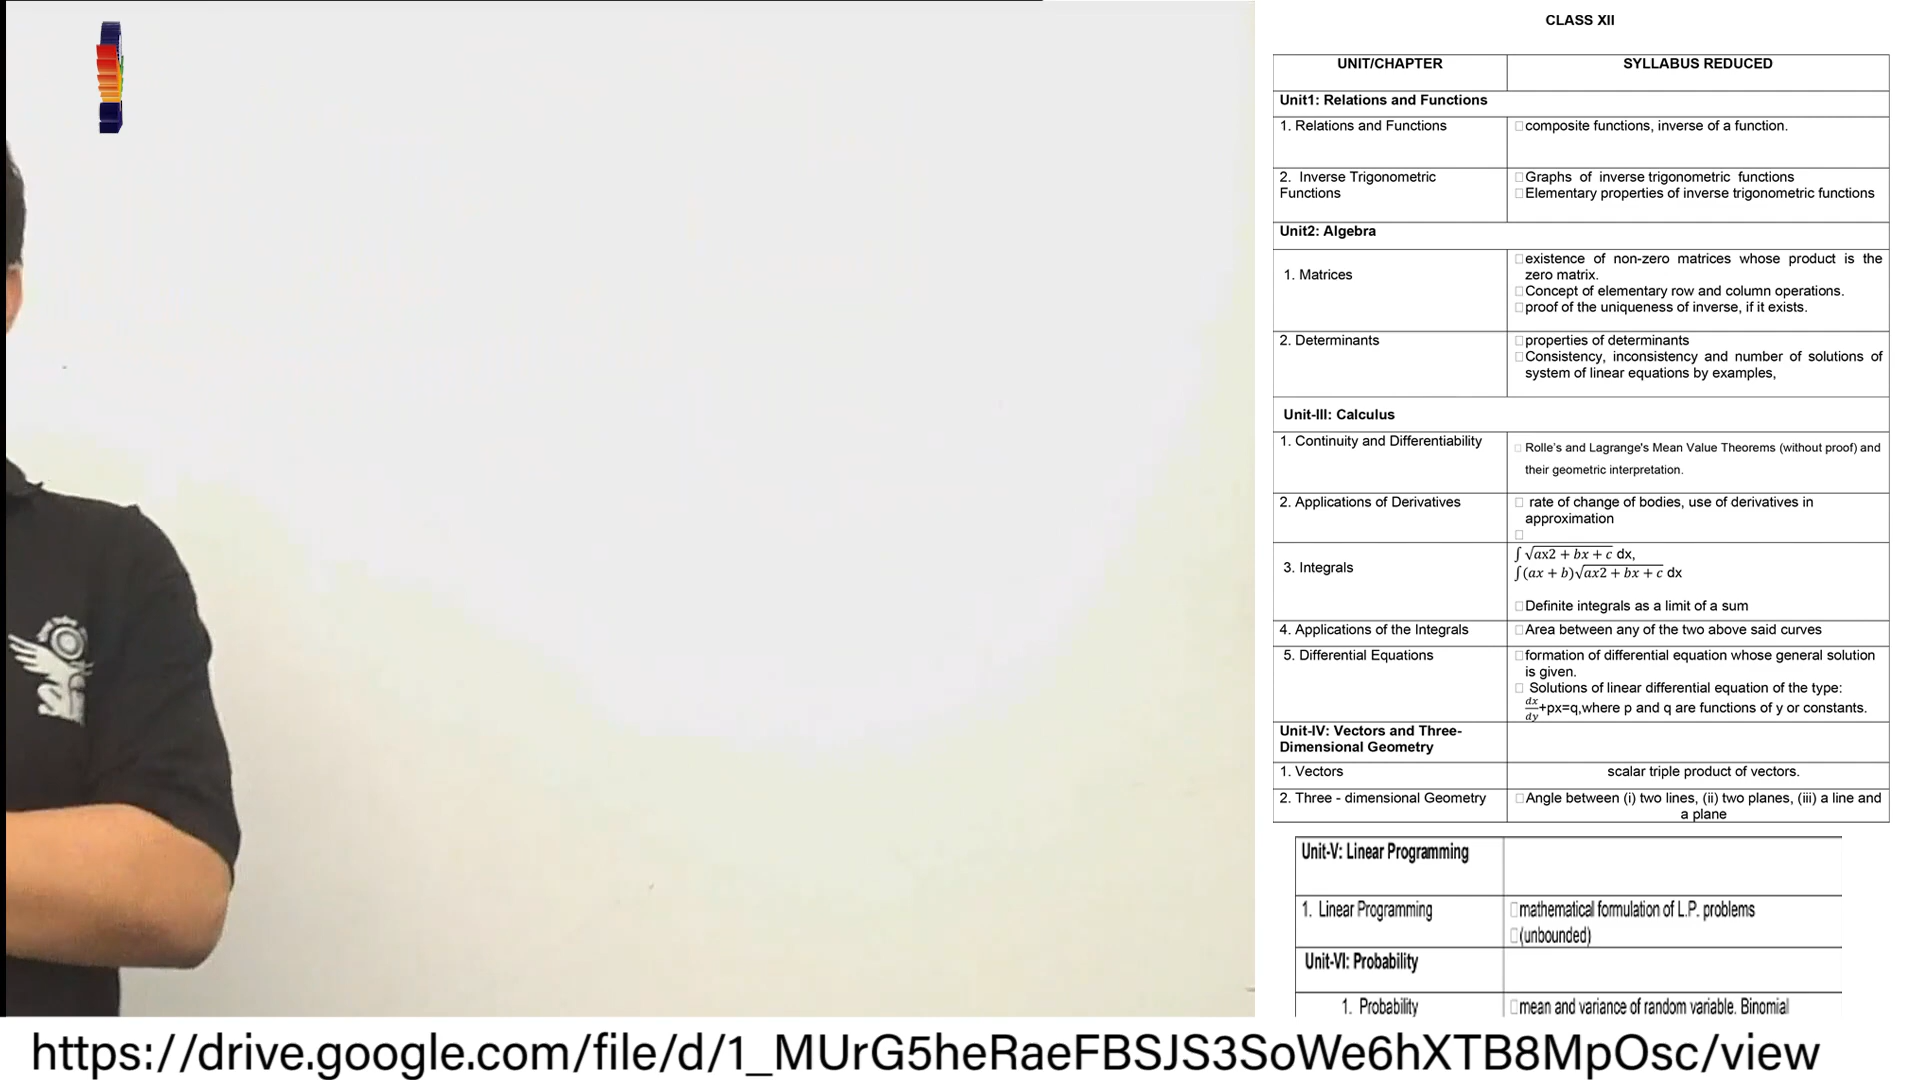 CLASS XII
UNIT/CHAPTER SYLLABUS REDUCED
Unit1: Relations and Functions
1. Relations and Functions
composite functions, inverse of a function.
2. Inverse Trigonometric
Functions
Graphs of inverse trigonometric functions
Elementary properties of inverse trigonometric functions
Unit2: Algebra
1. Matrices
existence of non-zero matrices whose product is the
zero matrix.
Concept of elementary row and column operations.
proof of the uniqueness of inverse, if it exists.
2. Determinants
properties of determinants
Consistency, inconsistency and number of solutions of
system of linear equations by examples,
Unit-III: Calculus
1. Continuity and Differentiability
Rolle's and Lagrange's Mean Value Theorems (without proof) and
their geometric interpretation.
2. Applications of Derivatives
rate of change of bodies, use of derivatives in
approximation
3. Integrals
∫ √ax2 + bx + c dx,
∫(ax + b)√ax2 + bx + c dx
Definite integrals as a limit of a sum
4. Applications of the Integrals
Area between any of the two above said curves
5. Differential Equations
formation of differential equation whose general solution
is given.
Solutions of linear differential equation of the type:
dx/dy+px=q,where p and q are functions of y or constants.
Unit-IV: Vectors and Three-
Dimensional Geometry
1. Vectors
scalar triple product of vectors.
2. Three - dimensional Geometry
Angle between (i) two lines, (ii) two planes, (iii) a line and
a plane
Unit-V: Linear Programming
1. Linear Programming
mathematical formulation of L.P. problems
(unbounded)
Unit-VI: Probability
1. Probability
mean and variance of random variable. Binomial
https://drive.google.com/file/d/1_MUrG5heRaeFBSJS3SoWe6hXTB8MpOsc/view